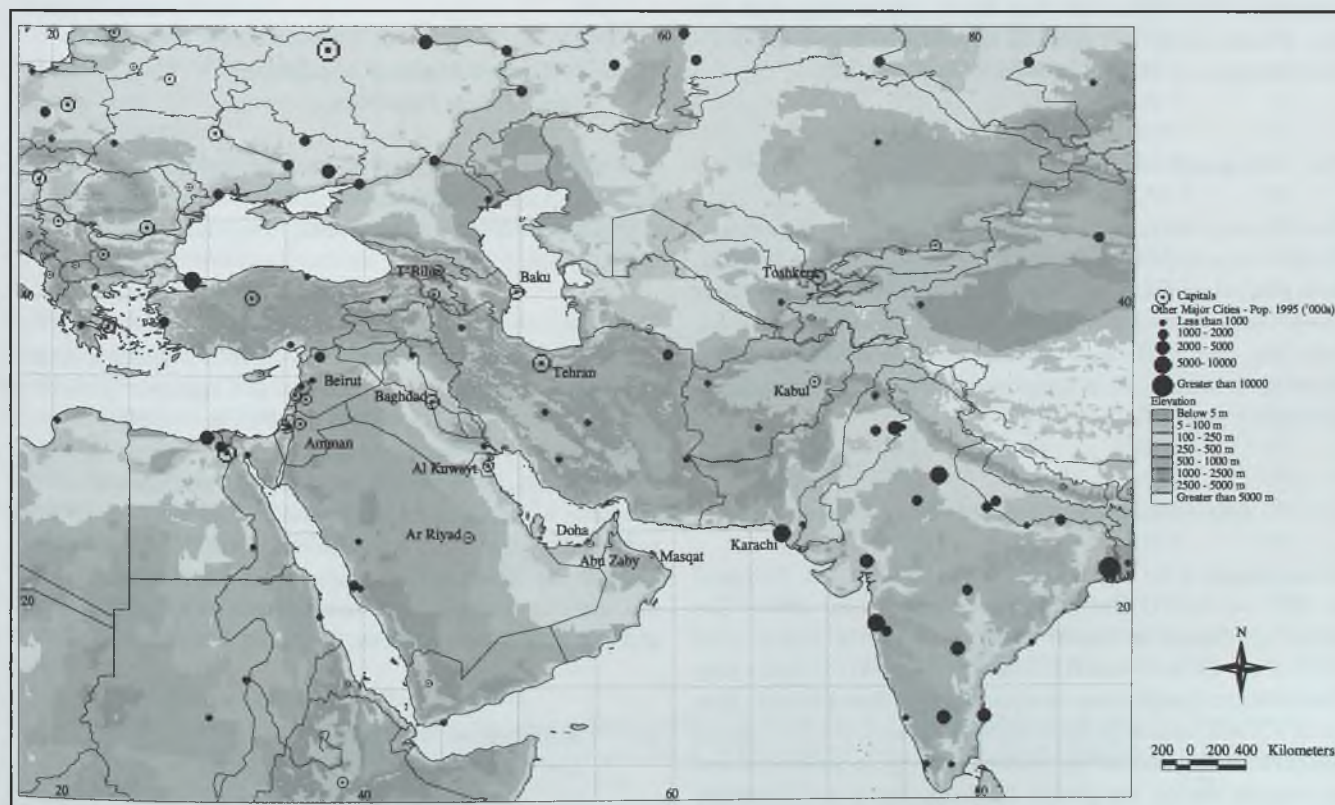 20
60
80
T'Bilisi
Baku
Toshkent
40
40
Tehran
Beirut
Baghdad
Kabul
Amman
Al Kuwayt
Doha
Ar Riyad
Abu Zaby
Masqat
Karachi
20
20
20
40
60
80
Capitals
Other Major Cities - Pop. 1995 ('000s)
Less than 1000
1000 - 2000
2000 - 5000
5000- 10000
Greater than 10000
Elevation
Below 5 m
5 - 100 m
100 - 250 m
250 - 500 m
500 - 1000 m
1000 - 2500 m
2500 - 5000 m
Greater than 5000 m
N
200 0 200 400 Kilometers